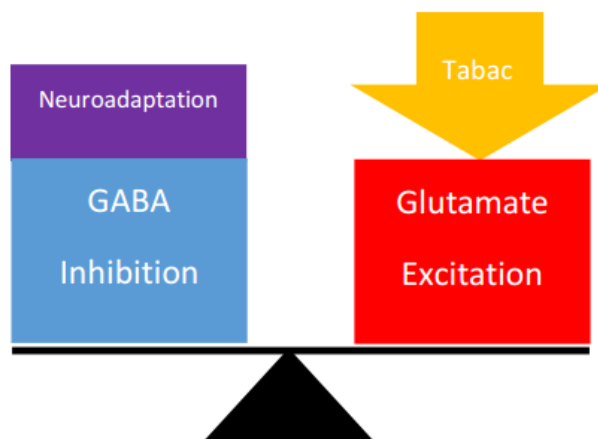 Neuroadaptation
GABA
Inhibition
Tabac
Glutamate
Excitation